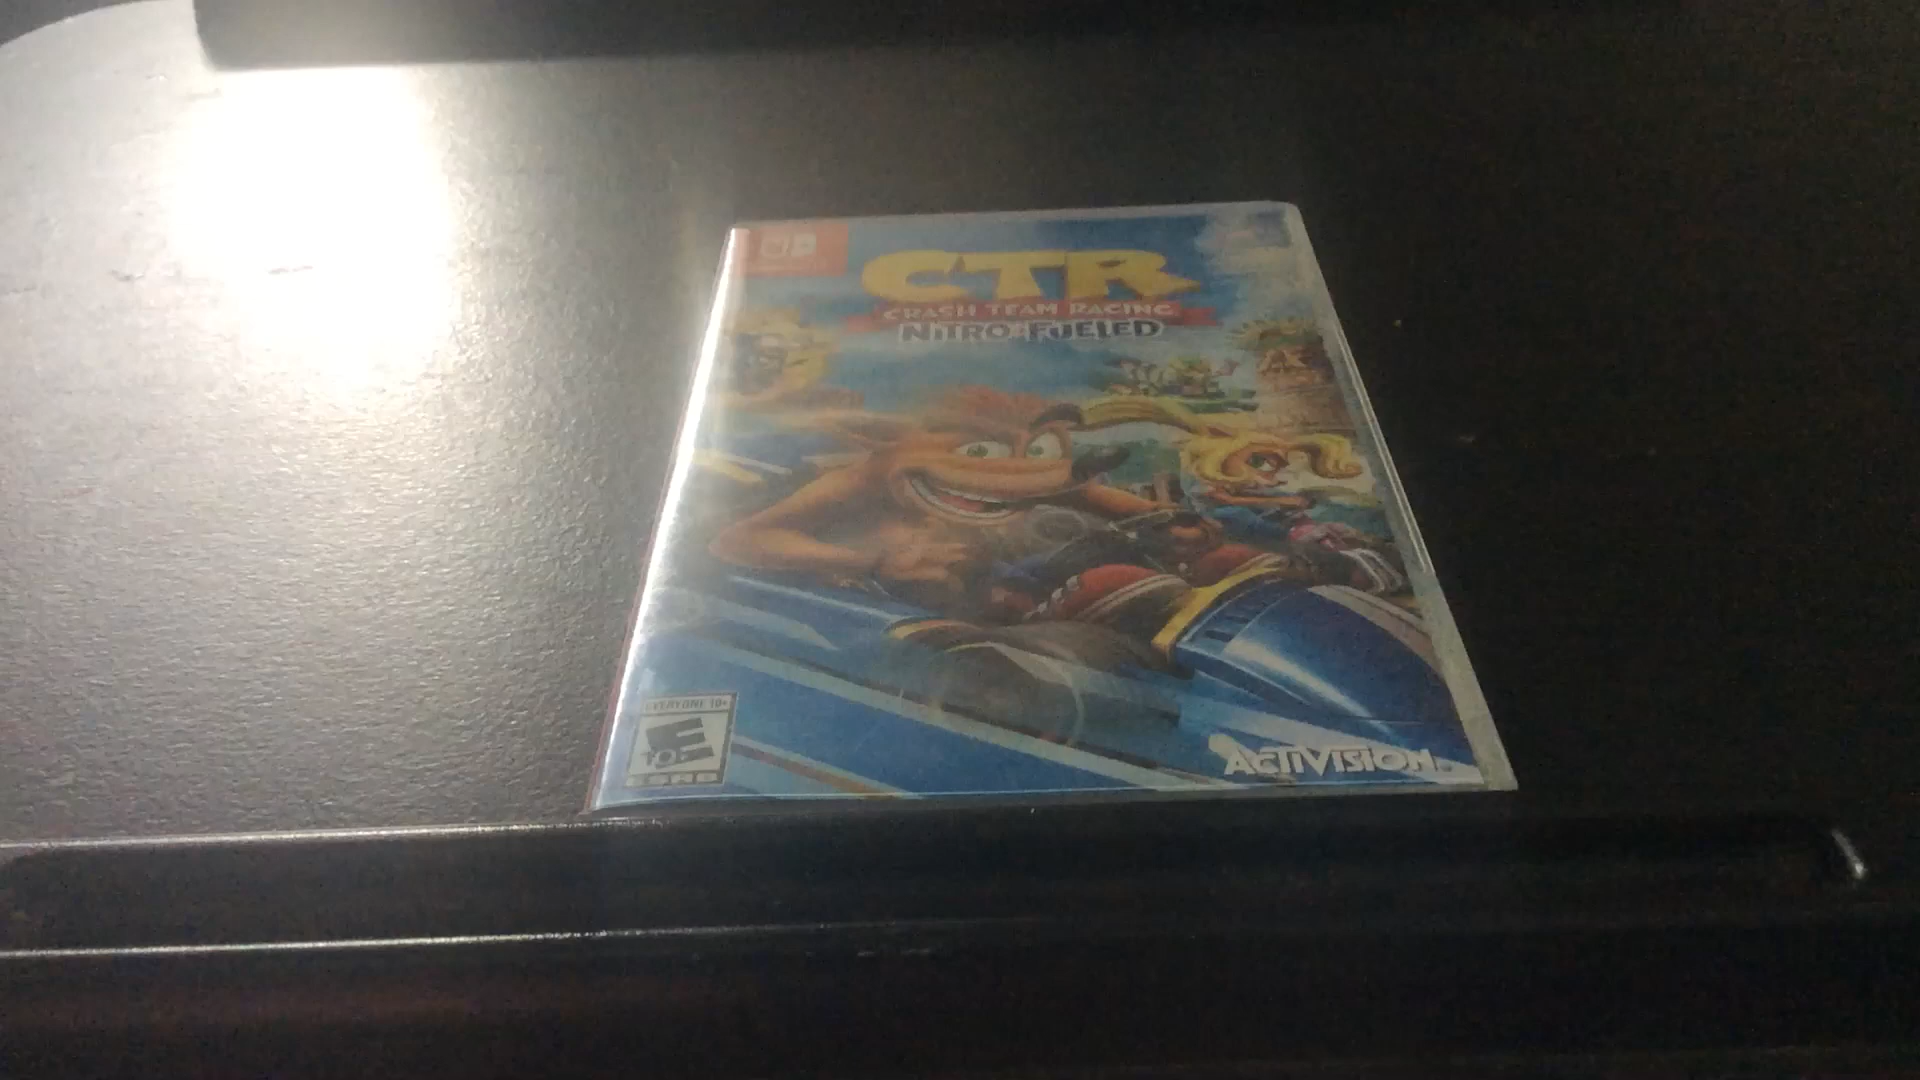 CTR
CRASH TEAM RACING
NITRO-FUELED
EVERYONE 10+
E
10+
ESRB
ACTIVISION